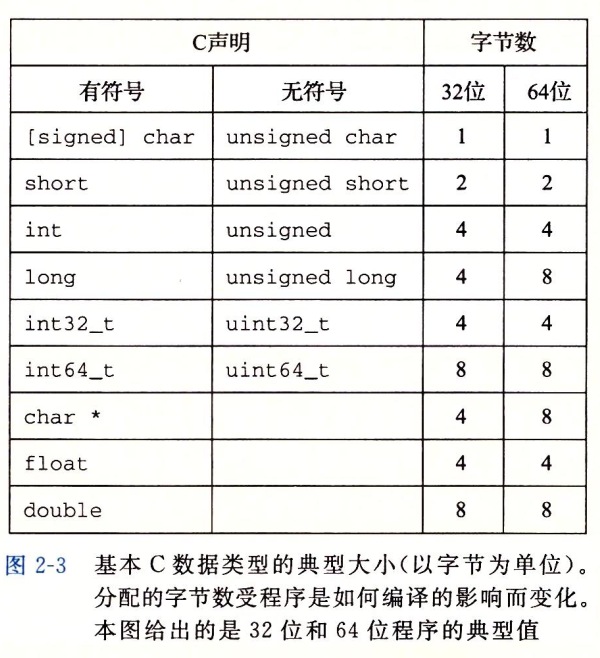 C声明 字节数
有符号 无符号 32位 64位
[signed] char unsigned char 1 1
short unsigned short 2 2
int unsigned 4 4
long unsigned long 4 8
int32_t uint32_t 4 4
int64_t uint64_t 8 8
char * 4 8
float 4 4
double 8 8
图 2-3 基本 C 数据类型的典型大小(以字节为单位)。
分配的字节数受程序是如何编译的影响而变化。
本图给出的是 32 位和 64 位程序的典型值